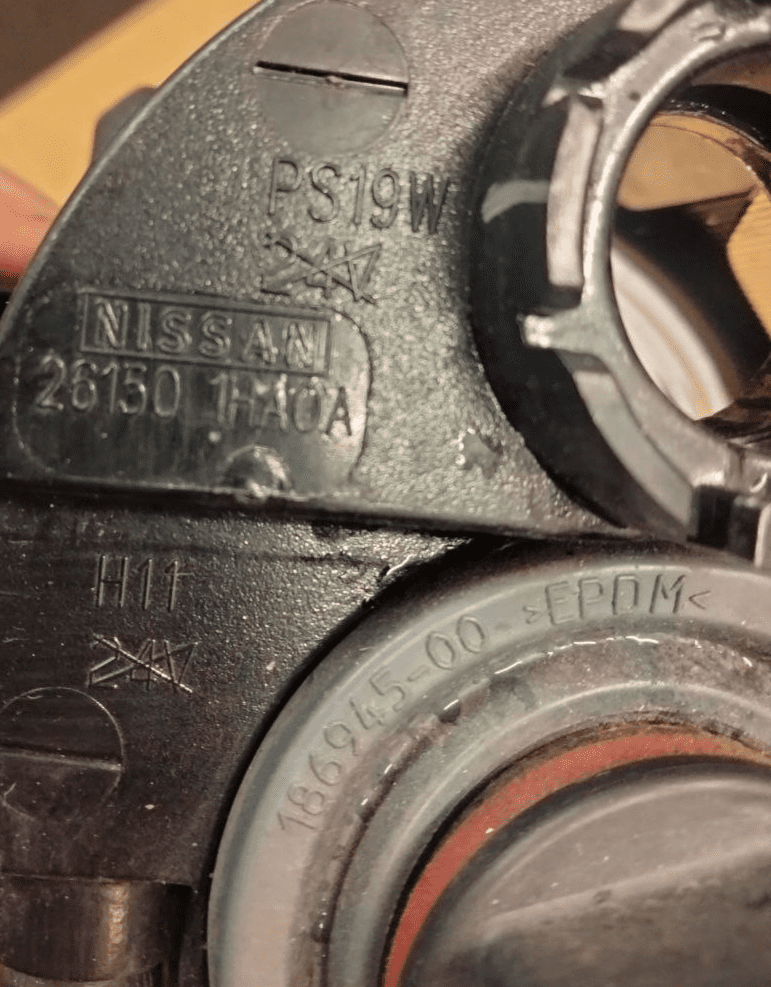 PS19W
24V
NISSAN
26150 1HA0A
H11
24V
186945-00 >EPDM<